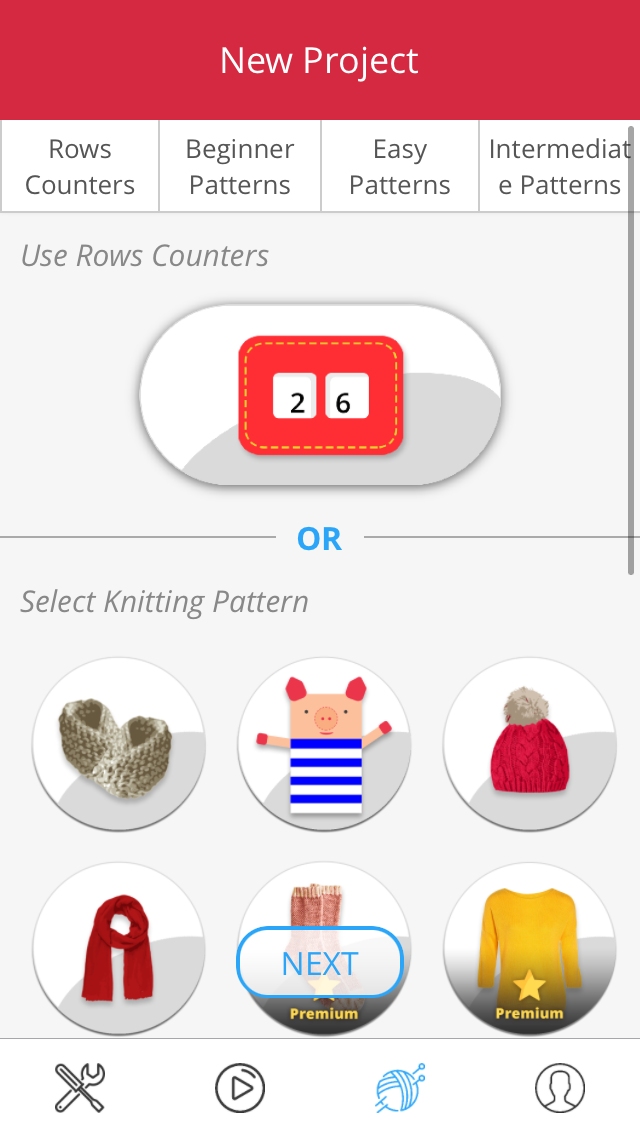 New Project
Rows
Counters
Beginner
Patterns
Easy
Patterns
Intermediat
e Patterns
Use Rows Counters
2 6
OR
Select Knitting Pattern
NEXT
Premium
Premium